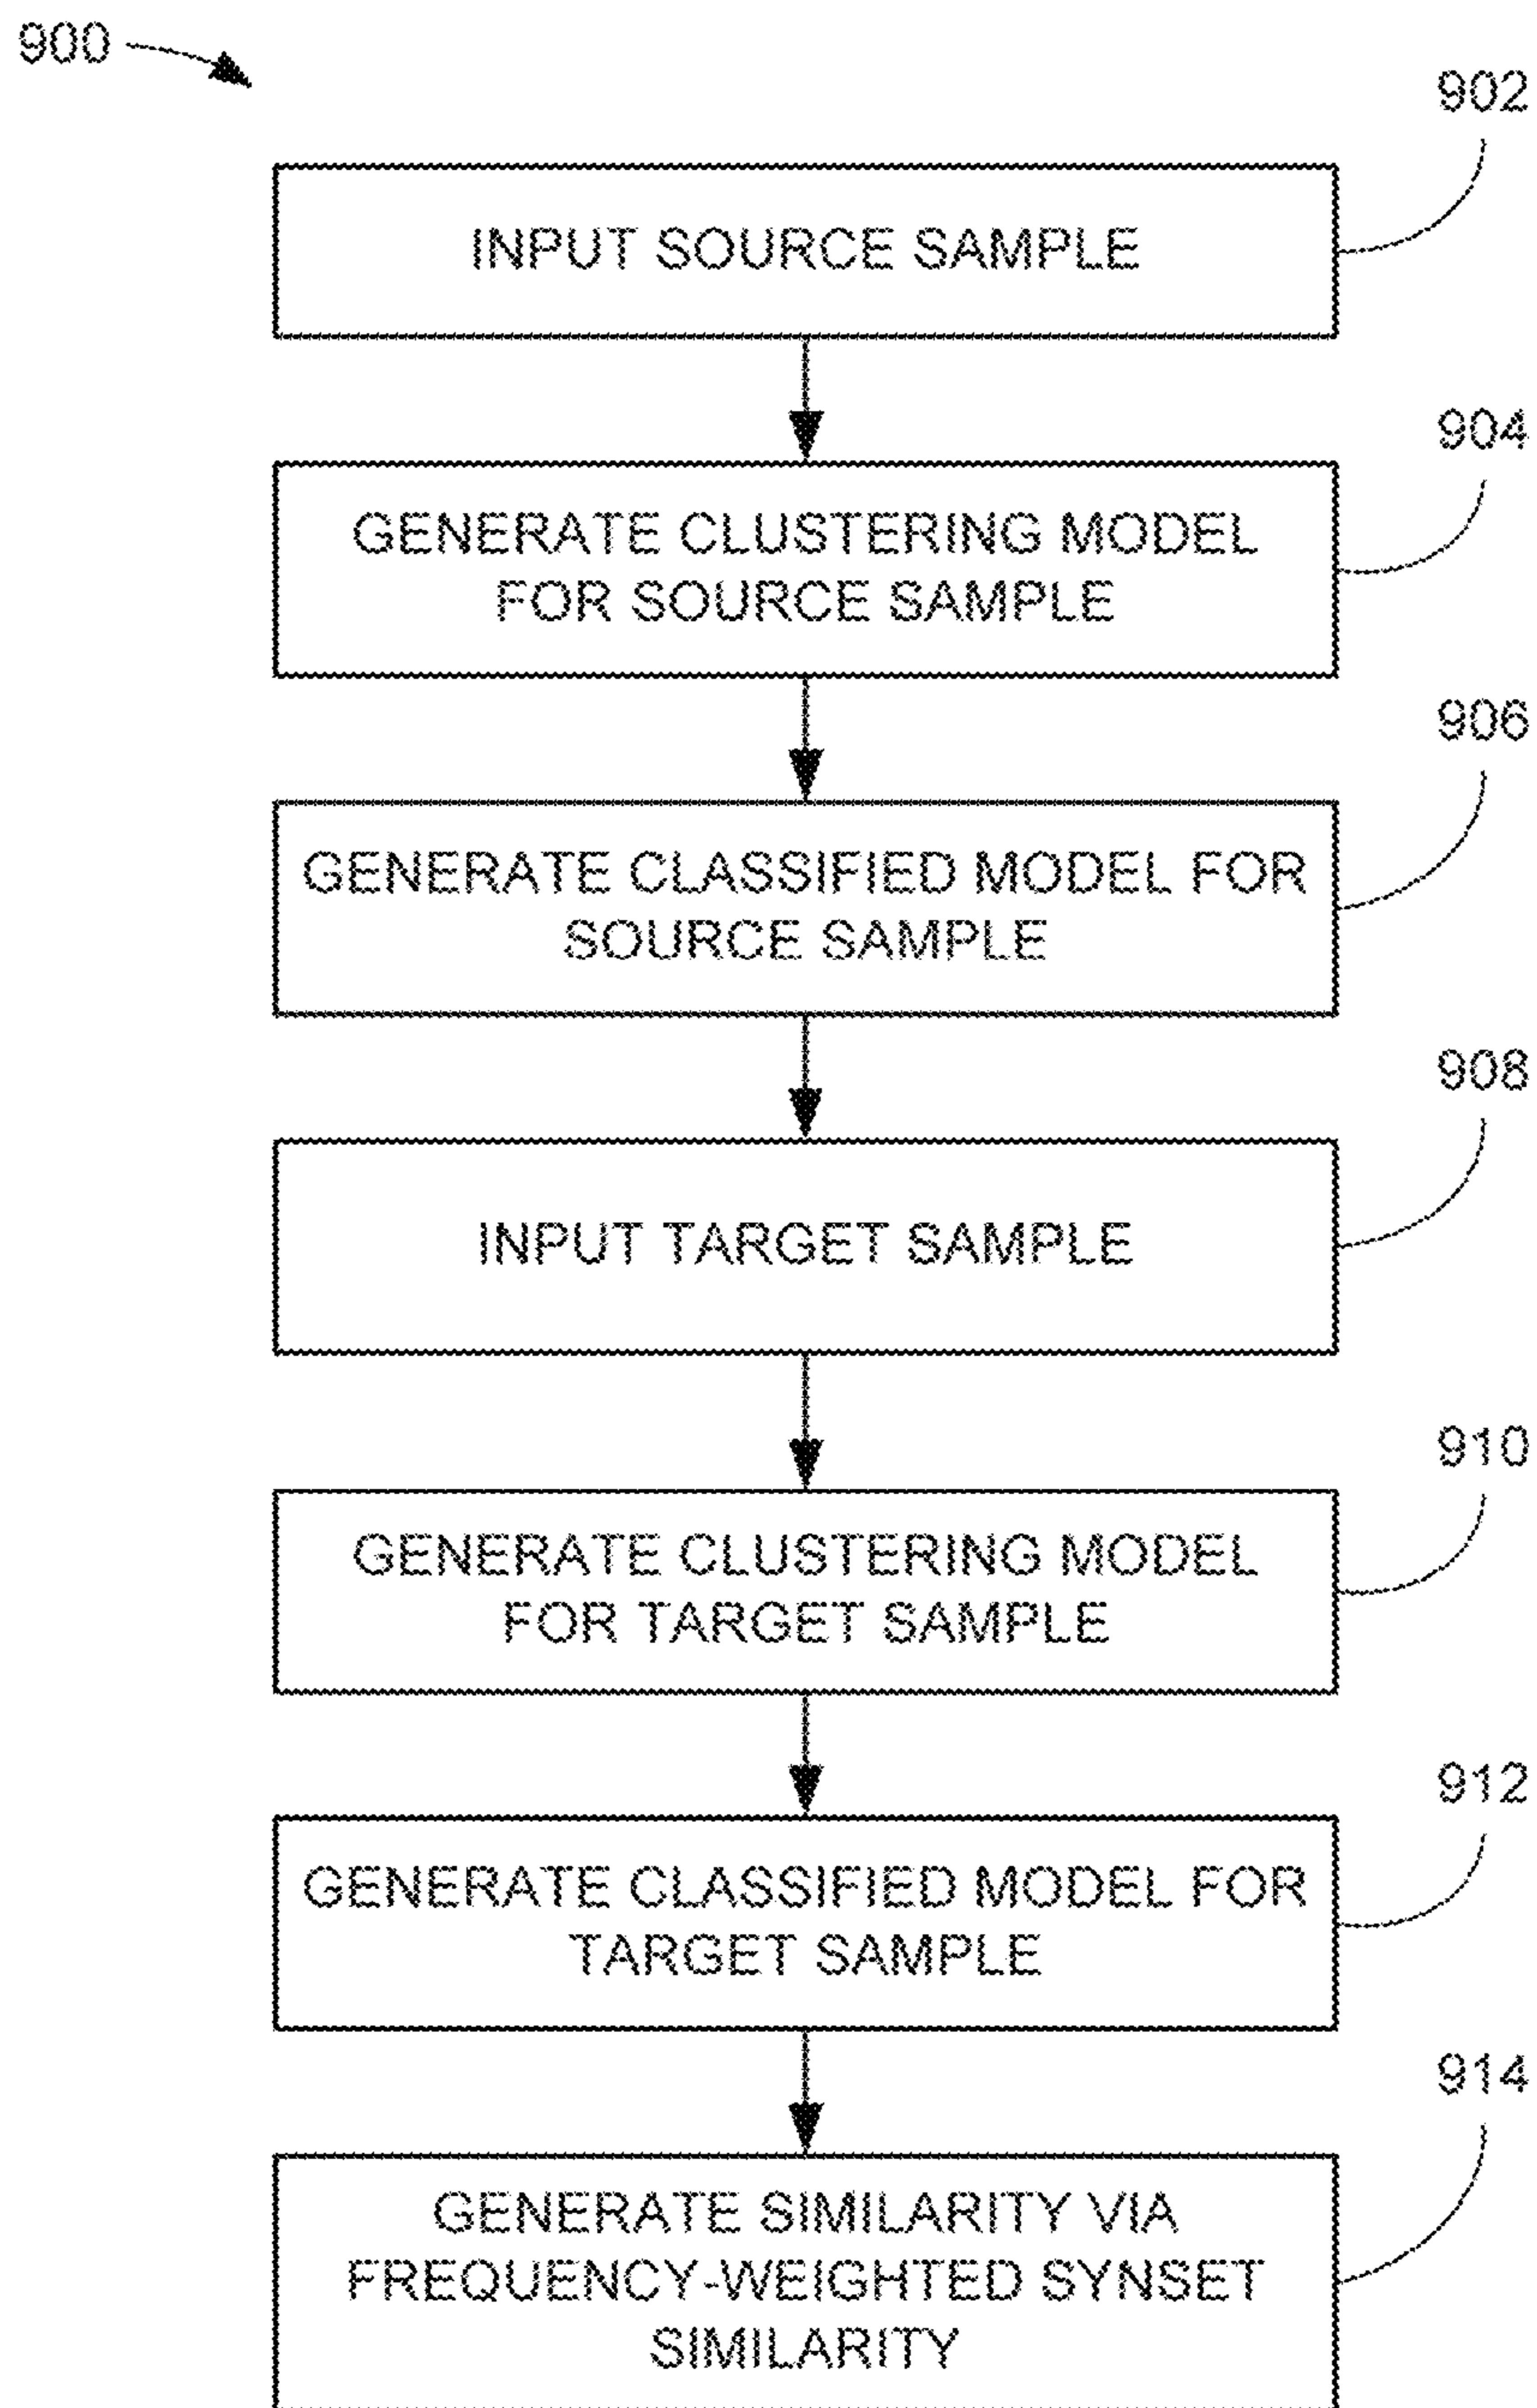 900
902
INPUT SOURCE SAMPLE
904
GENERATE CLUSTERING MODEL
FOR SOURCE SAMPLE
906
GENERATE CLASSIFIED MODEL FOR
SOURCE SAMPLE
908
INPUT TARGET SAMPLE
910
GENERATE CLUSTERING MODEL
FOR TARGET SAMPLE
912
GENERATE CLASSIFIED MODEL FOR
TARGET SAMPLE
914
GENERATE SIMILARITY VIA
FREQUENCY-WEIGHTED SYNSET
SIMILARITY